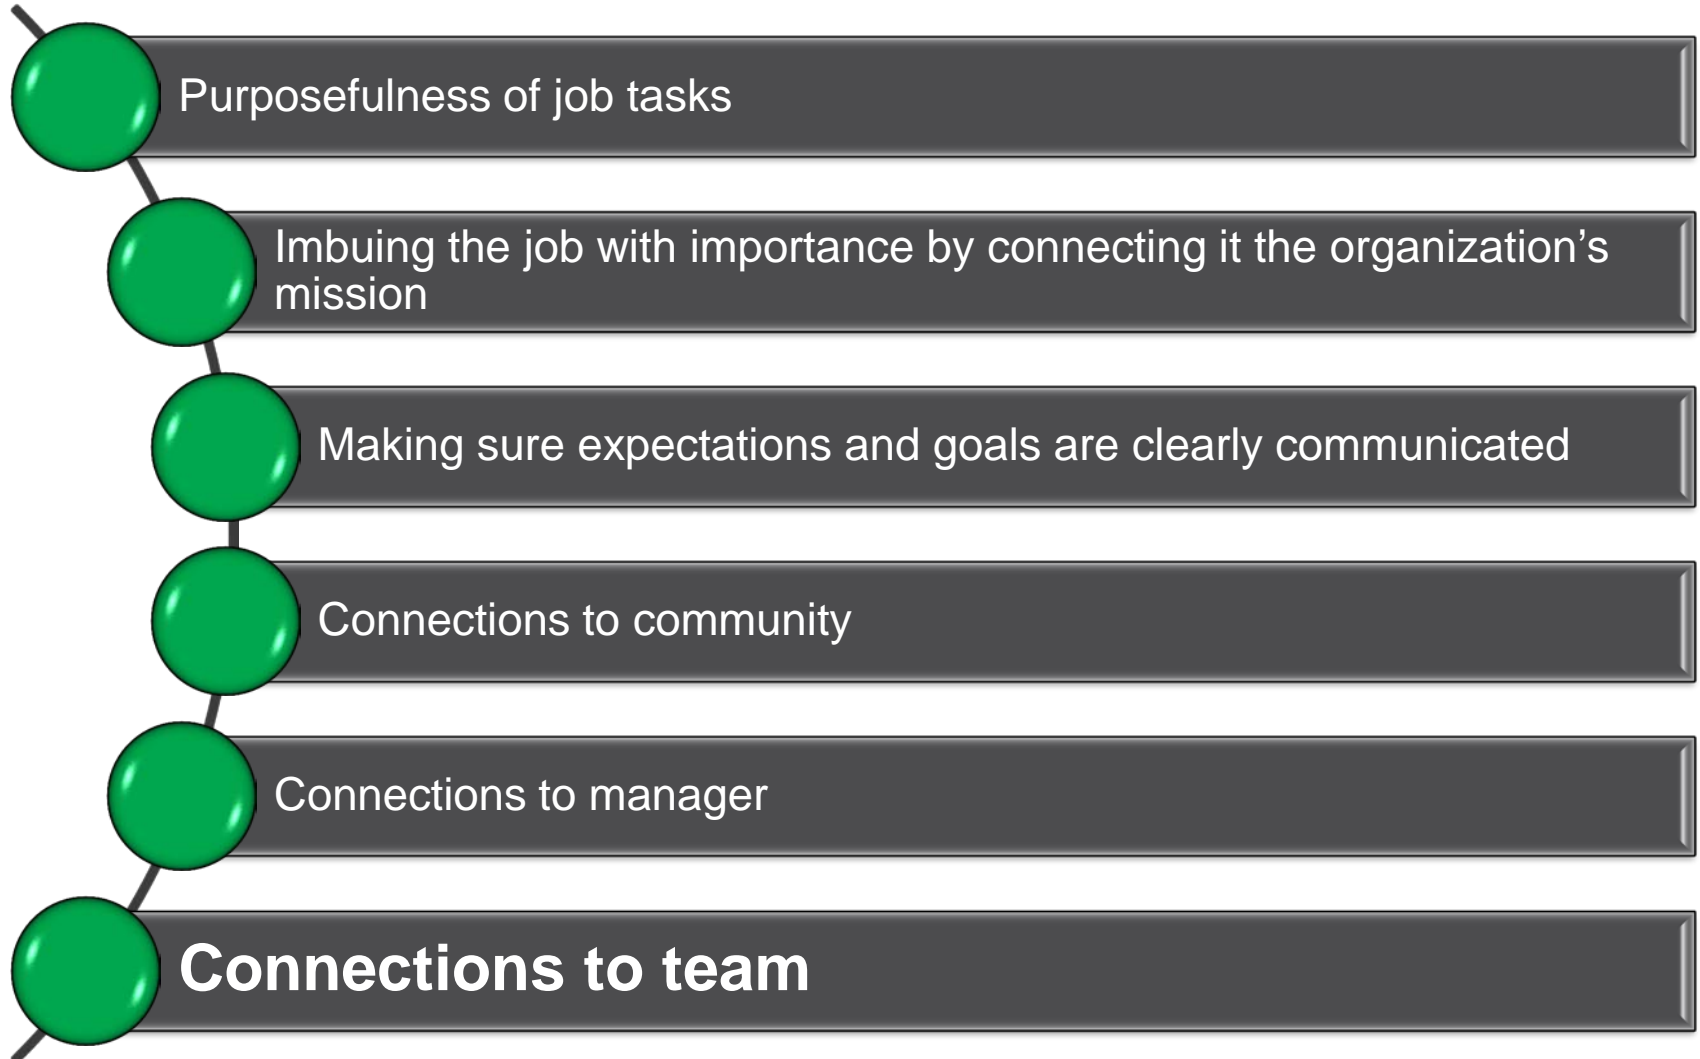 Purposefulness of job tasks
Imbuing the job with importance by connecting it the organization’s
mission
Making sure expectations and goals are clearly communicated
Connections to community
Connections to manager
Connections to team